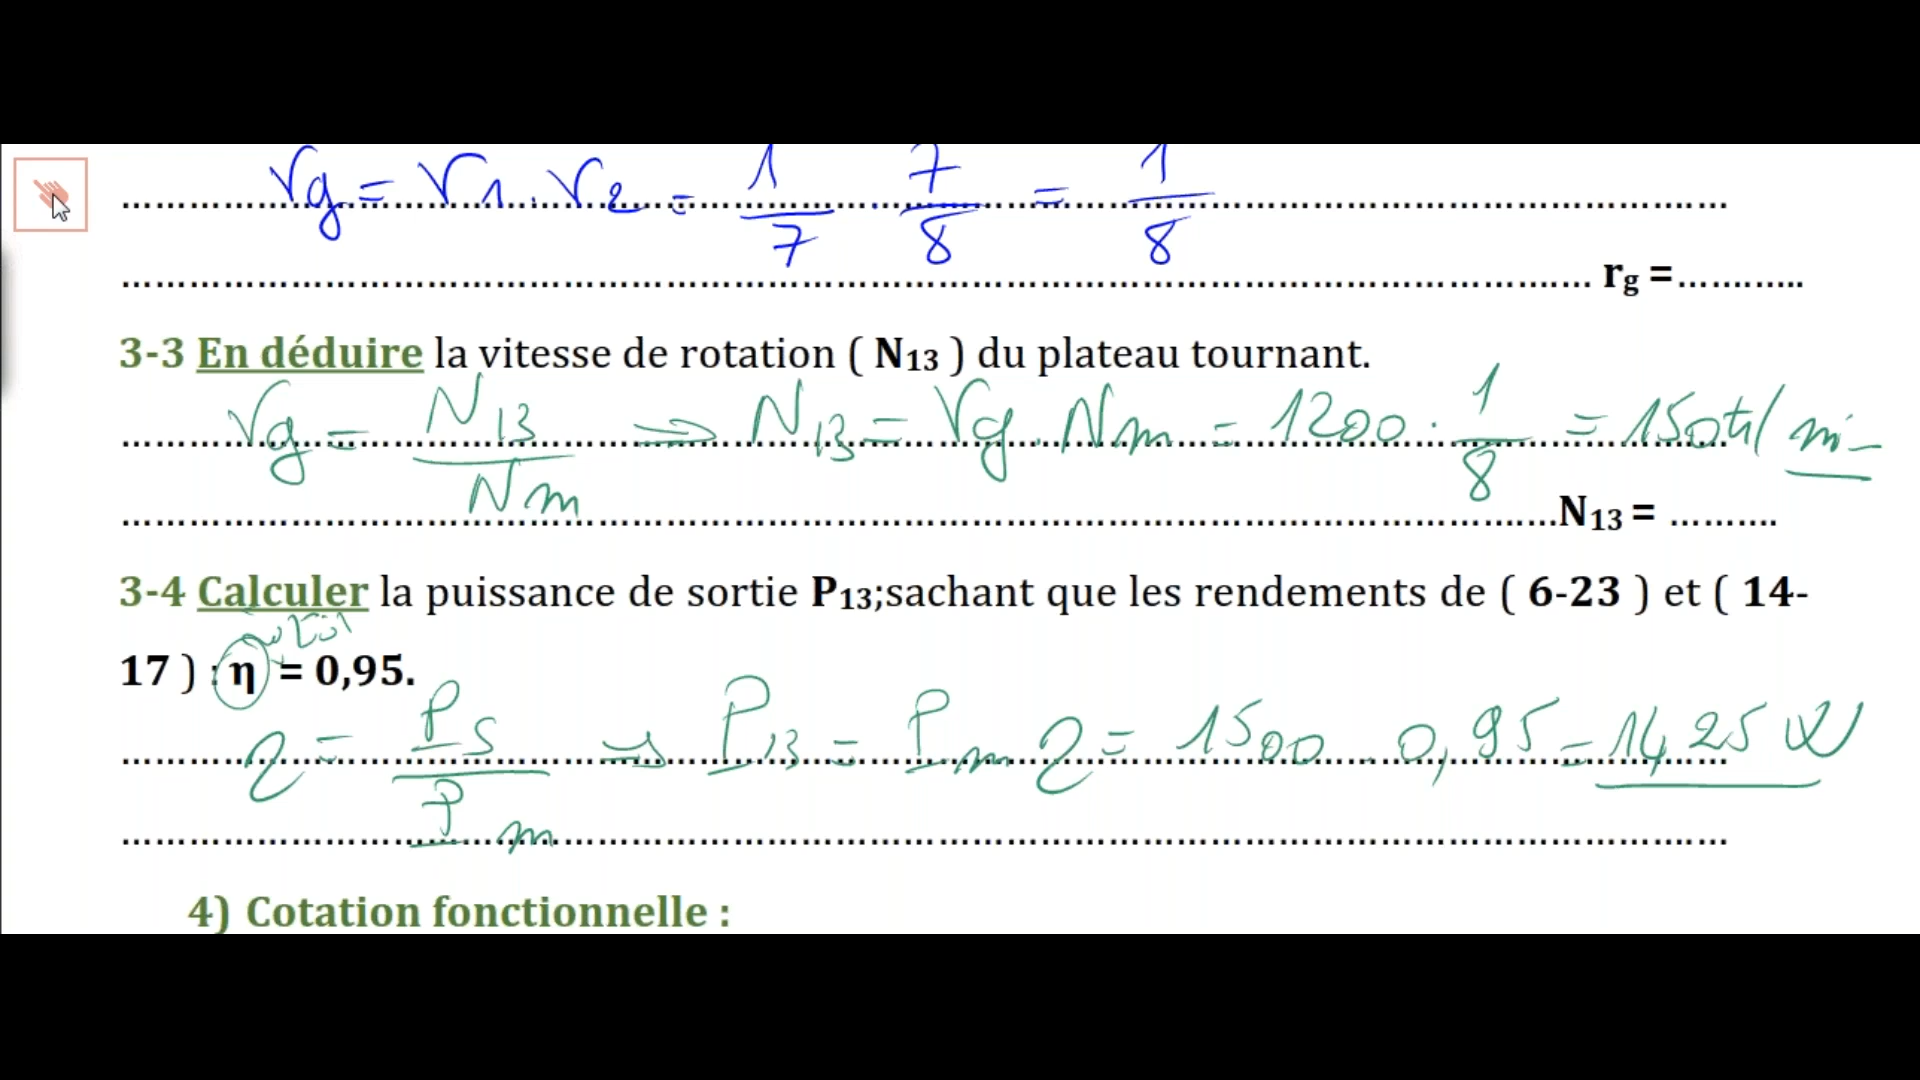 rg = r1 . r2 = 1/7 . 7/8 = 1/8
rg =............
3-3 En déduire la vitesse de rotation ( N13 ) du plateau tournant.
rg = N13/Nm => N13 = rg . Nm = 1200 . 1/8 = 150 tr/min
N13 = ..........
3-4 Calculer la puissance de sortie P13;sachant que les rendements de ( 6-23 ) et ( 14-
total
17 ) : η = 0,95.
η = Ps/Pm => P13 = Pm η = 1500 . 0,95 = 1425 W
4) Cotation fonctionnelle :